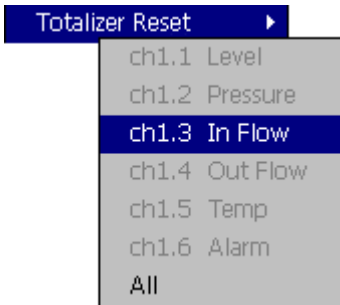 Totalizer Reset
ch1.1 Level
ch1.2 Pressure
ch1.3 In Flow
ch1.4 Out Flow
ch1.5 Temp
ch1.6 Alarm
All